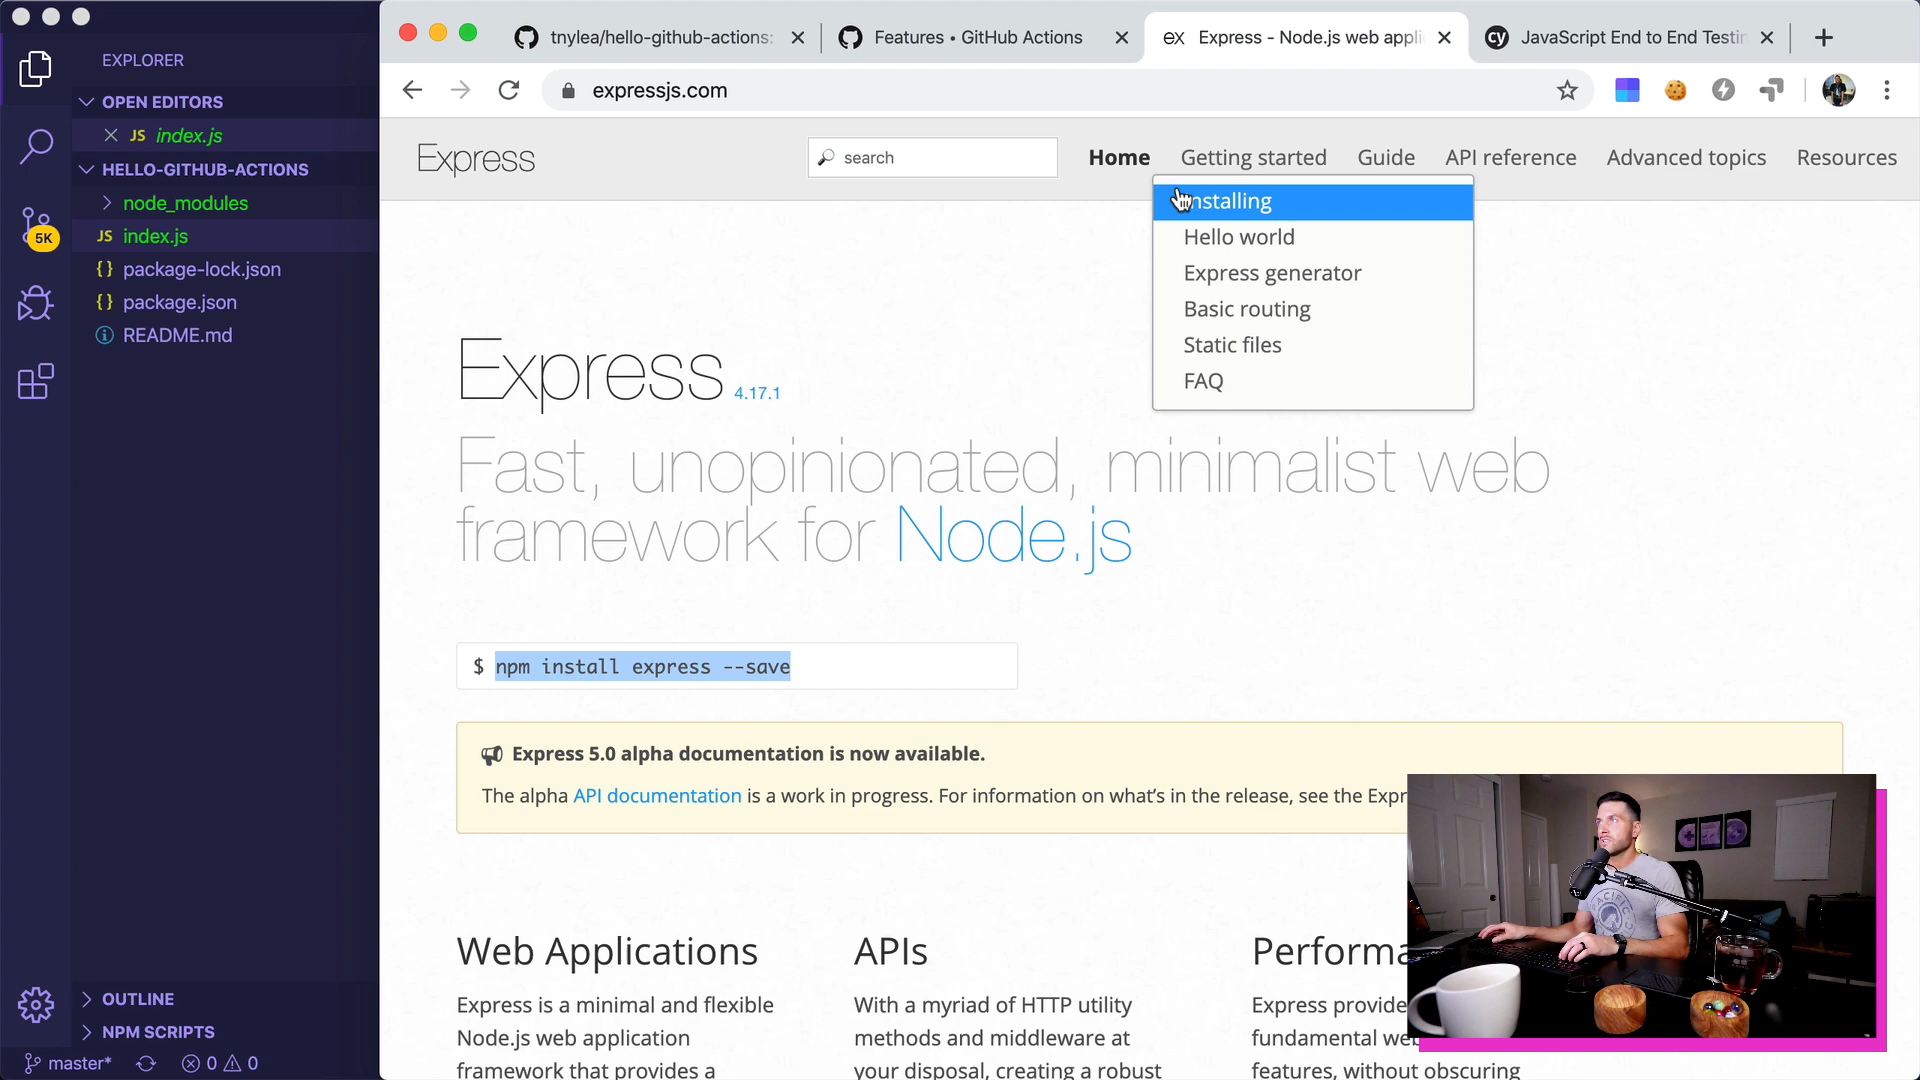 EXPLORER
OPEN EDITORS
JS index.js
HELLO-GITHUB-ACTIONS
node_modules
JS index.js
{} package-lock.json
{} package.json
README.md
5K
OUTLINE
NPM SCRIPTS
master*
0 0
tnylea/hello-github-actions:
Features • GitHub Actions
ex Express - Node.js web appli
cy JavaScript End to End Testin
expressjs.com
Express
search
Home
Getting started
Guide
API reference
Advanced topics
Resources
Installing
Hello world
Express generator
Basic routing
Static files
FAQ
Express 4.17.1
Fast, unopinionated, minimalist web
framework for Node.js
$ npm install express --save
Express 5.0 alpha documentation is now available.
The alpha API documentation is a work in progress. For information on what's in the release, see the Expr
Web Applications
Express is a minimal and flexible
Node.js web application
framework that provides a
APIs
With a myriad of HTTP utility
methods and middleware at
your disposal, creating a robust
Performa
Express provide
fundamental we
features, without obscuring